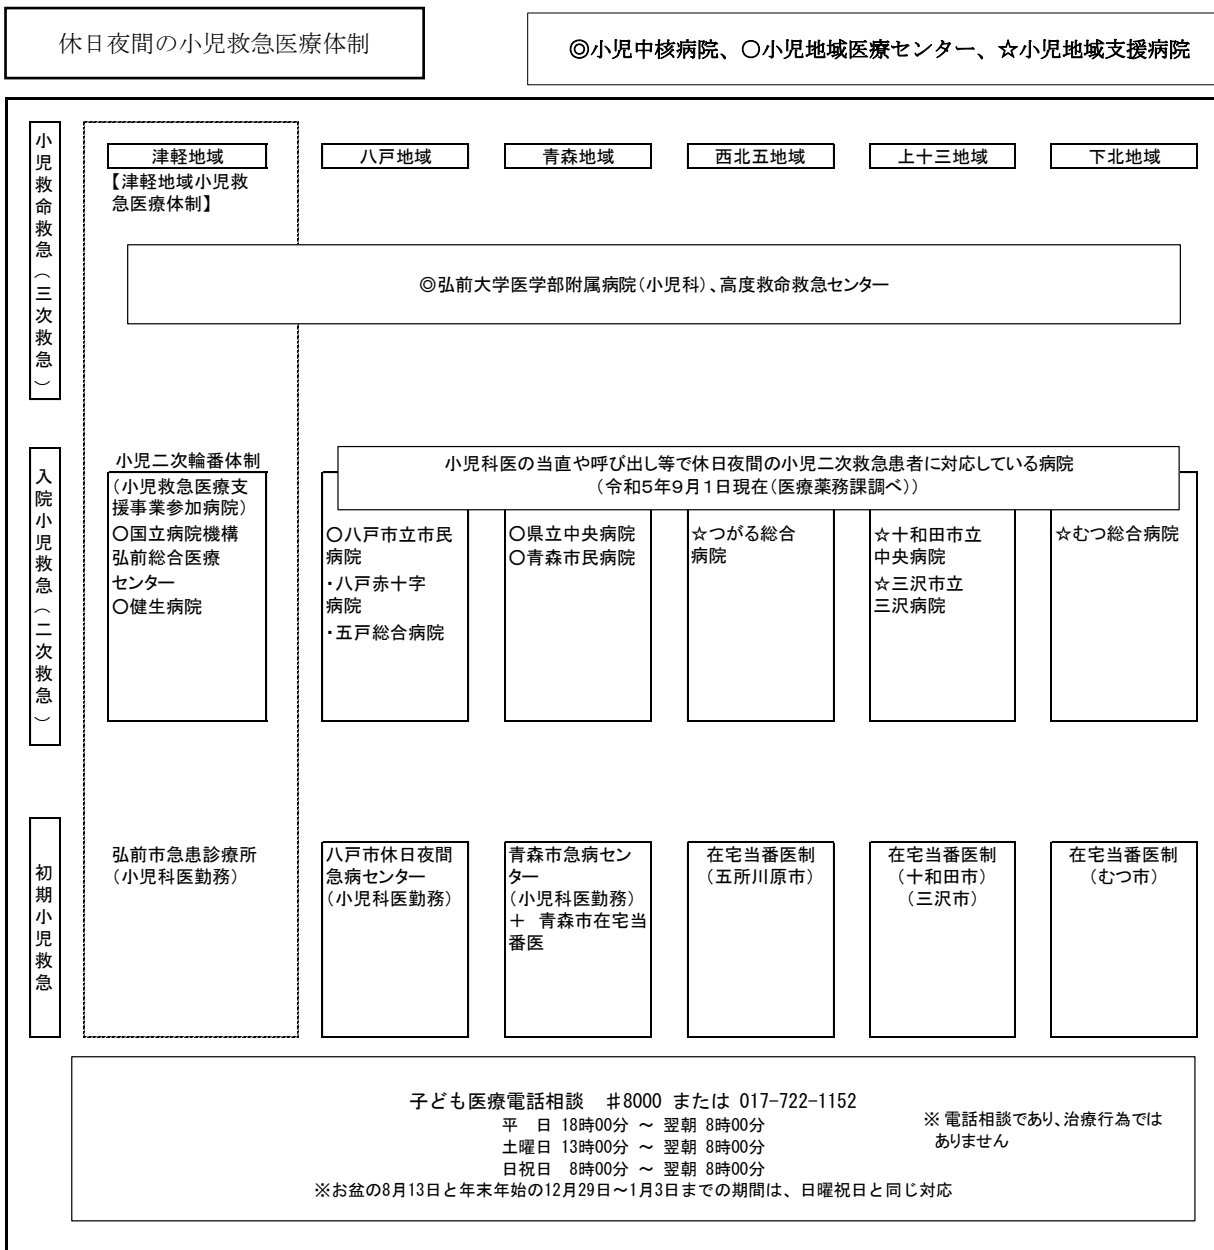 休日夜間の小児救急医療体制
◎小児中核病院、〇小児地域医療センター、☆小児地域支援病院
小児救命救急（三次救急）
津軽地域
八戸地域
青森地域
西北五地域
上十三地域
下北地域
【津軽地域小児救
急医療体制】
◎弘前大学医学部附属病院（小児科）、高度救命救急センター
入院小児救急（二次救急）
小児二次輪番体制
（小児救急医療支
援事業参加病院）
〇国立病院機構
弘前総合医療
センター
〇健生病院
小児科医の当直や呼び出し等で休日夜間の小児二次救急患者に対応している病院
（令和5年9月1日現在（医療薬務課調べ））
〇八戸市立市民
病院
・八戸赤十字
病院
・五戸総合病院
〇県立中央病院
〇青森市民病院
☆つがる総合
病院
☆十和田市立
中央病院
☆三沢市立
三沢病院
☆むつ総合病院
初期小児救急
弘前市急患診療所
（小児科医勤務）
八戸市休日夜間
急病センター
（小児科医勤務）
青森市急病セン
ター
（小児科医勤務）
＋ 青森市在宅当
番医
在宅当番医制
（五所川原市）
在宅当番医制
（十和田市）
（三沢市）
在宅当番医制
（むつ市）
子ども医療電話相談 ♯8000 または 017-722-1152
平 日 18時00分 ～ 翌朝 8時00分
土曜日 13時00分 ～ 翌朝 8時00分
日祝日 8時00分 ～ 翌朝 8時00分
※お盆の8月13日と年末年始の12月29日～1月3日までの期間は、日曜祝日と同じ対応
※ 電話相談であり、治療行為では
ありません